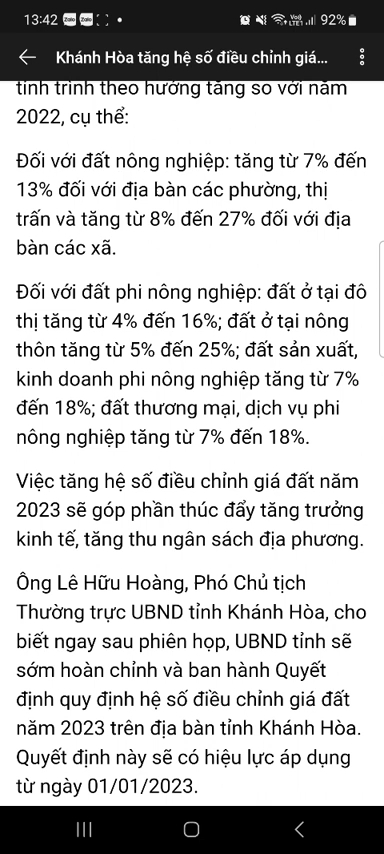 13:42 Zalo Zalo 92%
Khánh Hòa tăng hệ số điều chỉnh giá...
tỉnh trình theo hướng tăng so với năm
2022, cụ thể:
Đối với đất nông nghiệp: tăng từ 7% đến
13% đối với địa bàn các phường, thị
trấn và tăng từ 8% đến 27% đối với địa
bàn các xã.
Đối với đất phi nông nghiệp: đất ở tại đô
thị tăng từ 4% đến 16%; đất ở tại nông
thôn tăng từ 5% đến 25%; đất sản xuất,
kinh doanh phi nông nghiệp tăng từ 7%
đến 18%; đất thương mại, dịch vụ phi
nông nghiệp tăng từ 7% đến 18%.
Việc tăng hệ số điều chỉnh giá đất năm
2023 sẽ góp phần thúc đẩy tăng trưởng
kinh tế, tăng thu ngân sách địa phương.
Ông Lê Hữu Hoàng, Phó Chủ tịch
Thường trực UBND tỉnh Khánh Hòa, cho
biết ngay sau phiên họp, UBND tỉnh sẽ
sớm hoàn chỉnh và ban hành Quyết
định quy định hệ số điều chỉnh giá đất
năm 2023 trên địa bàn tỉnh Khánh Hòa.
Quyết định này sẽ có hiệu lực áp dụng
từ ngày 01/01/2023.